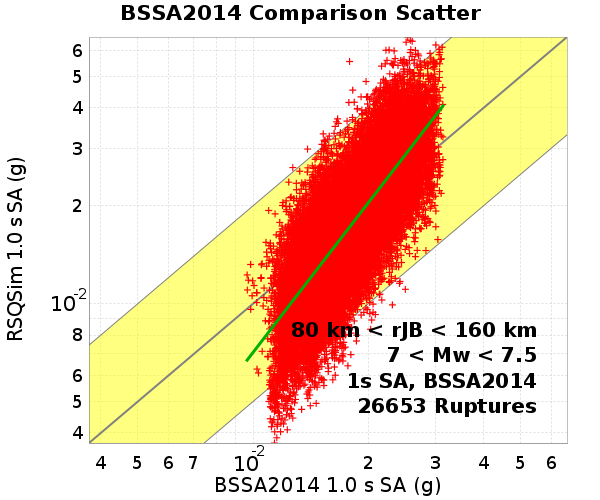 BSSA2014 Comparison Scatter
RSQSim 1.0 s SA (g)
6
5
4
3
2
10-2
8
6
5
4
80 km < rJB < 160 km
7 < Mw < 7.5
1s SA, BSSA2014
26653 Ruptures
4 5 6 7 10-2 2 3 4 5 6
BSSA2014 1.0 s SA (g)